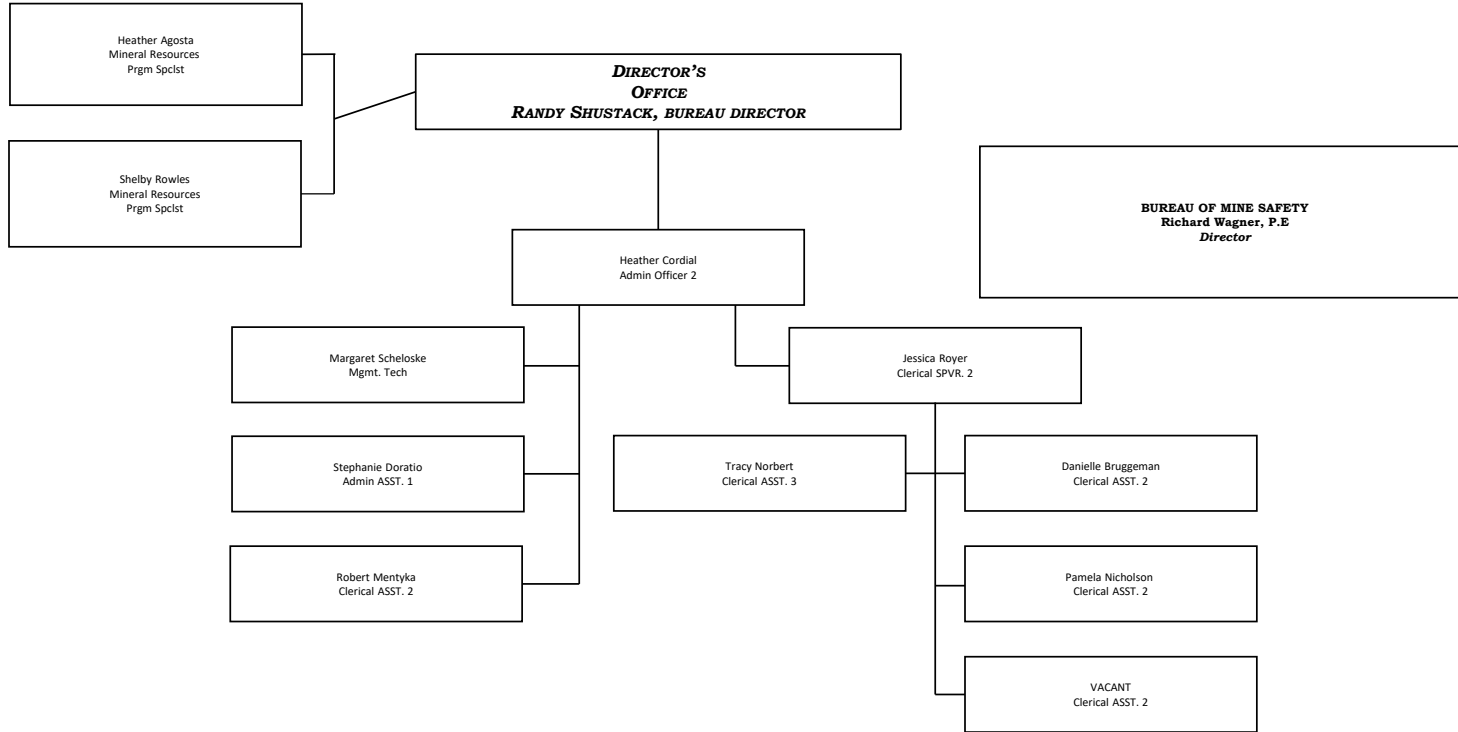 Heather Agosta
Mineral Resources
Prgm Spclst
DIRECTOR'S
OFFICE
RANDY SHUSTACK, BUREAU DIRECTOR
Shelby Rowles
Mineral Resources
Prgm Spclst
BUREAU OF MINE SAFETY
Richard Wagner, P.E
Director
Heather Cordial
Admin Officer 2
Margaret Scheloske
Mgmt. Tech
Jessica Royer
Clerical SPVR. 2
Stephanie Doratio
Admin ASST. 1
Tracy Norbert
Clerical ASST. 3
Danielle Bruggeman
Clerical ASST. 2
Robert Mentyka
Clerical ASST. 2
Pamela Nicholson
Clerical ASST. 2
VACANT
Clerical ASST. 2